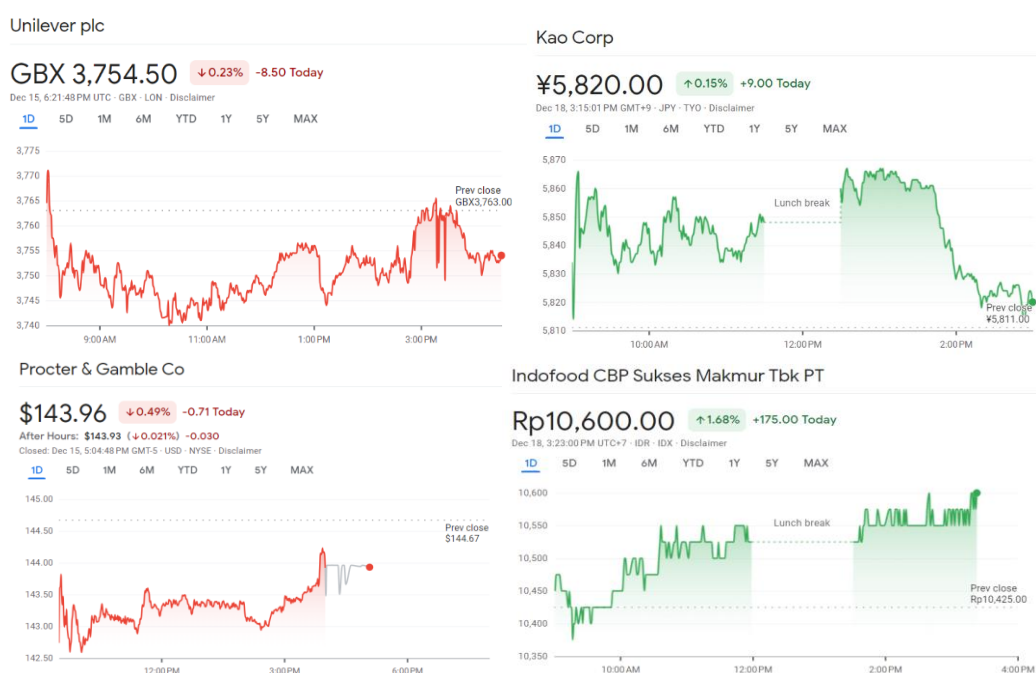 Unilever plc
GBX 3,754.50 ↓0.23% -8.50 Today
Dec 15, 6:21:48 PM UTC · GBX · LON · Disclaimer
1D 5D 1M 6M YTD 1Y 5Y MAX
3,775
3,770
3,765
3,760
3,755
3,750
3,745
3,740
Prev close
GBX3,763.00
9:00 AM 11:00 AM 1:00 PM 3:00 PM
Kao Corp
¥5,820.00 ↑0.15% +9.00 Today
Dec 18, 3:15:01 PM GMT+9 · JPY · TYO · Disclaimer
1D 5D 1M 6M YTD 1Y 5Y MAX
5,870
5,860
5,850
5,840
5,830
5,820
5,810
Lunch break
Prev close
¥5,811.00
10:00 AM 12:00 PM 2:00 PM
Procter & Gamble Co
$143.96 ↓0.49% -0.71 Today
After Hours: $143.93 (↓0.021%) -0.030
Closed: Dec 15, 5:04:48 PM GMT-5 · USD · NYSE · Disclaimer
1D 5D 1M 6M YTD 1Y 5Y MAX
145.00
144.50
144.00
143.50
143.00
142.50
Prev close
$144.67
12:00 PM 3:00 PM 6:00 PM
Indofood CBP Sukses Makmur Tbk PT
Rp10,600.00 ↑1.68% +175.00 Today
Dec 18, 3:23:00 PM UTC+7 · IDR · IDX · Disclaimer
1D 5D 1M 6M YTD 1Y 5Y MAX
10,600
10,550
10,500
10,450
10,400
10,350
Lunch break
Prev close
Rp10,425.00
10:00 AM 12:00 PM 2:00 PM 4:00 PM